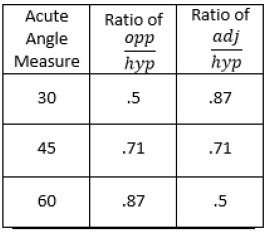 Acute Angle Measure | Ratio of opp/hyp | Ratio of adj/hyp
30 | .5 | .87
45 | .71 | .71
60 | .87 | .5